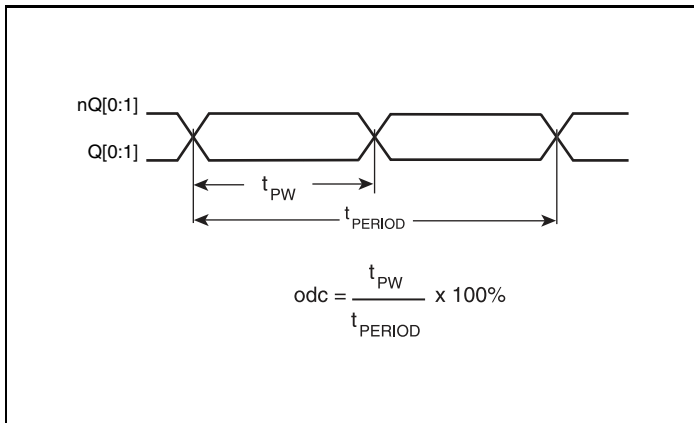 nQ[0:1]
Q[0:1]
tPW
tPERIOD
odc = tPW / tPERIOD x 100%